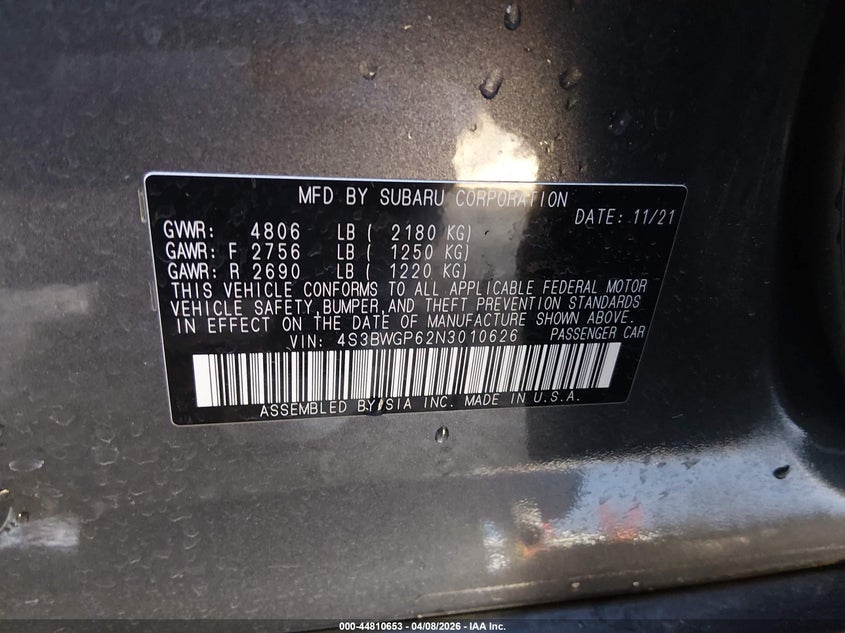 MFD BY SUBARU CORPORATION
DATE: 11/21
GVWR: 4806 LB ( 2180 KG)
GAWR: F 2756 LB ( 1250 KG)
GAWR: R 2690 LB ( 1220 KG)
THIS VEHICLE CONFORMS TO ALL APPLICABLE FEDERAL MOTOR
VEHICLE SAFETY, BUMPER, AND THEFT PREVENTION STANDARDS
IN EFFECT ON THE DATE OF MANUFACTURE SHOWN ABOVE.
VIN: 4S3BWGP62N3010626 PASSENGER CAR
ASSEMBLED BY SIA INC. MADE IN U.S.A.
000-44810653 - 04/08/2026 - IAA Inc.